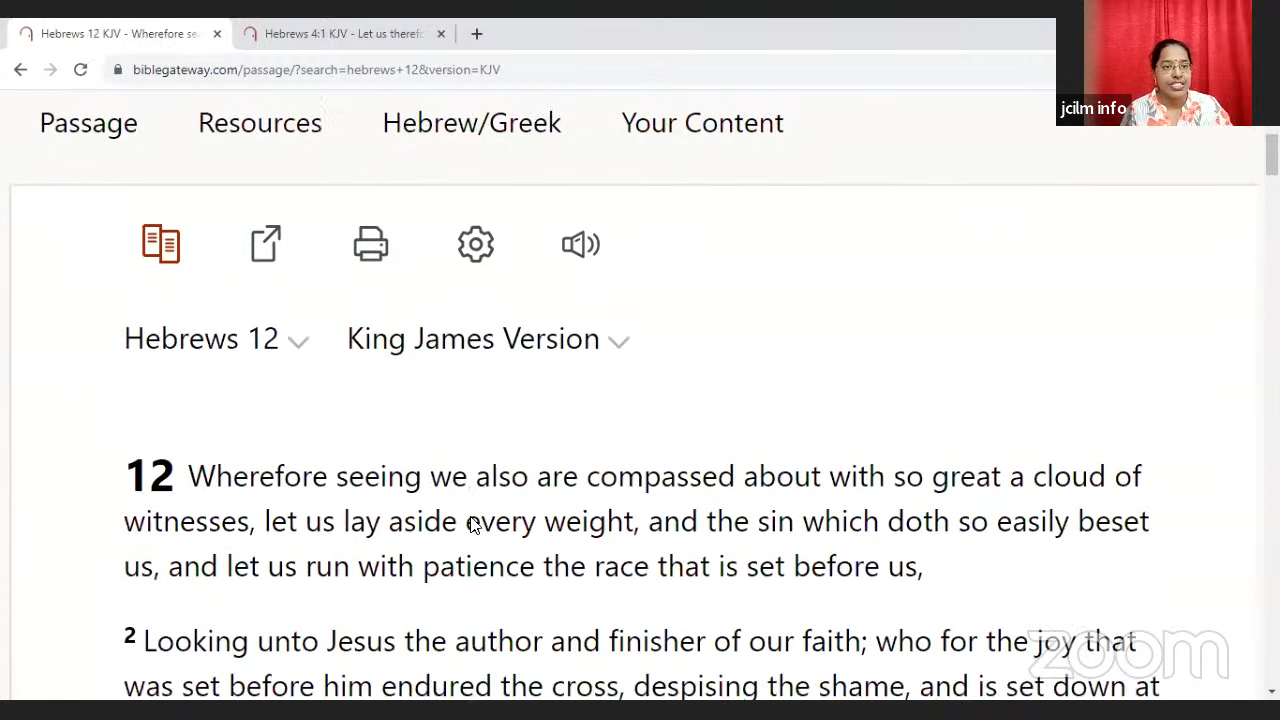 Hebrews 12 KJV - Wherefore se
Hebrews 4:1 KJV - Let us theref
biblegateway.com/passage/?search=hebrews+12&version=KJV
jcilm info
Passage Resources Hebrew/Greek Your Content
Hebrews 12 King James Version
12 Wherefore seeing we also are compassed about with so great a cloud of
witnesses, let us lay aside every weight, and the sin which doth so easily beset
us, and let us run with patience the race that is set before us,
2 Looking unto Jesus the author and finisher of our faith; who for the joy that
was set before him endured the cross, despising the shame, and is set down at
zoom